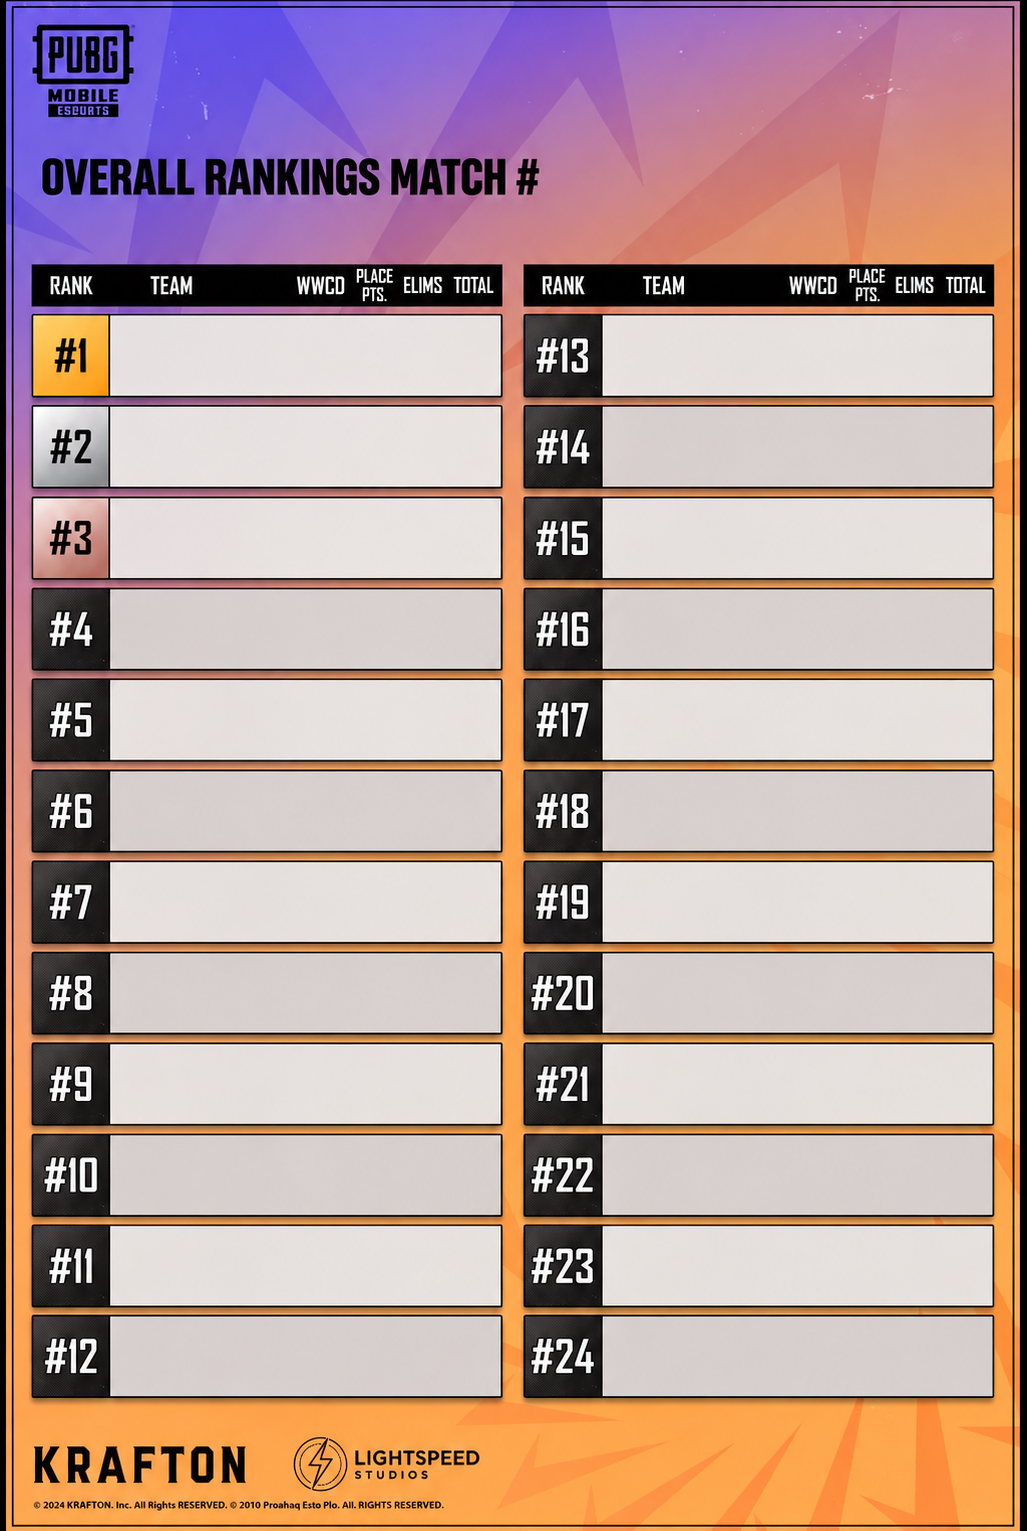 PUBG
MOBILE
ESPORTS
OVERALL RANKINGS MATCH #
RANK TEAM WWCD PLACE PTS. ELIMS TOTAL
#1
#2
#3
#4
#5
#6
#7
#8
#9
#10
#11
#12
RANK TEAM WWCD PLACE PTS. ELIMS TOTAL
#13
#14
#15
#16
#17
#18
#19
#20
#21
#22
#23
#24
KRAFTON
LIGHTSPEED
STUDIOS
© 2024 KRAFTON. Inc. All Rights RESERVED. © 2010 Proahaq Esto Plo. All. RIGHTS RESERVED.